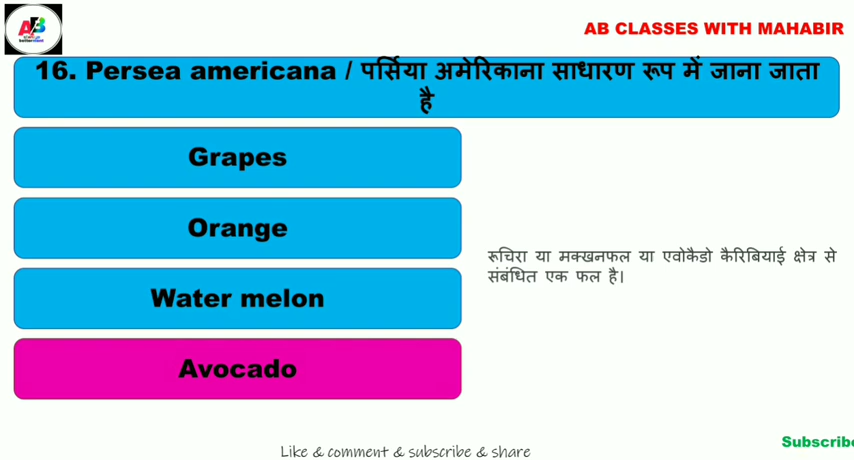 AB CLASSES WITH MAHABIR
16. Persea americana / पर्सिया अमेरिकाना साधारण रूप में जाना जाता
है
Grapes
Orange
Water melon
Avocado
रूचिरा या मक्खनफल या एवोकैडो कैरिबियाई क्षेत्र से
संबंधित एक फल है।
Subscribe
Like & comment & subscribe & share